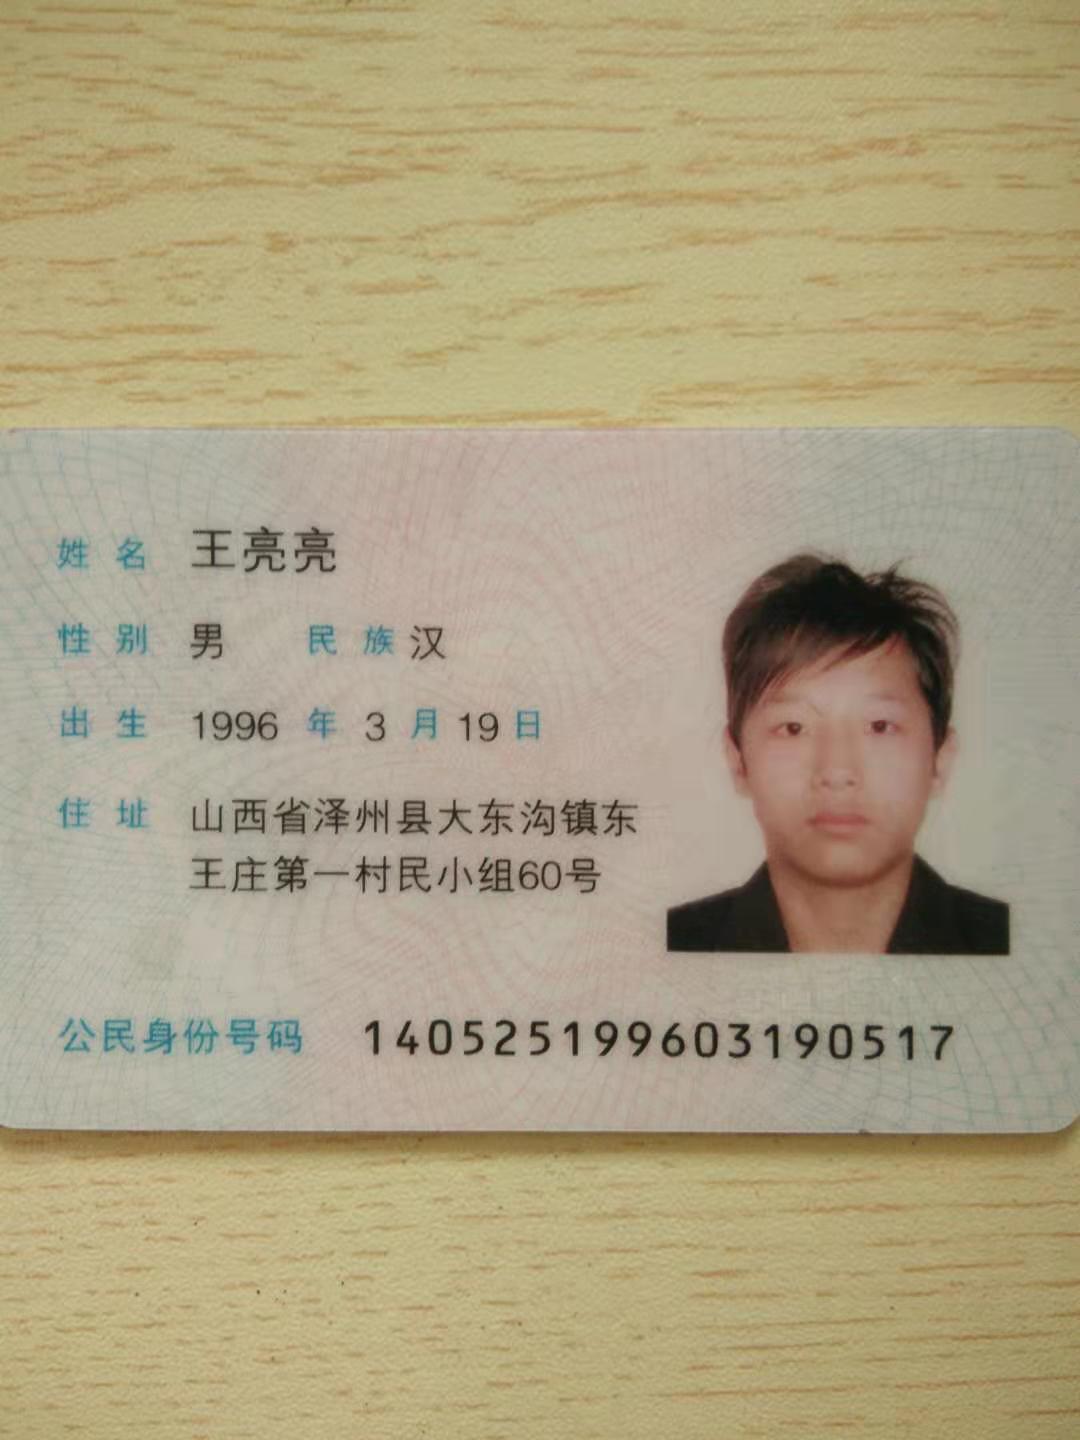 姓名 王亮亮
性别 男 民族 汉
出生 1996 年 3 月 19 日
住址 山西省泽州县大东沟镇东
王庄第一村民小组60号
公民身份号码 140525199603190517